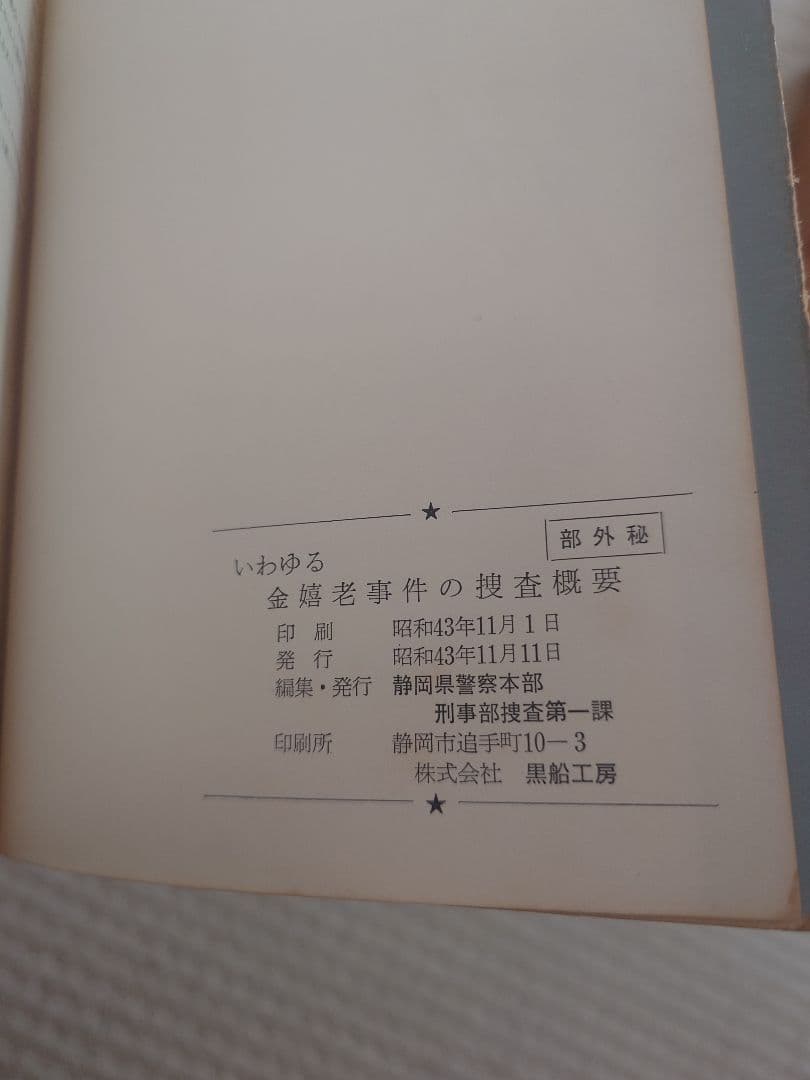 部外秘
いわゆる
金嬉老事件の捜査概要
印刷 昭和43年11月1日
発行 昭和43年11月11日
編集・発行 静岡県警察本部
刑事部捜査第一課
印刷所 静岡市追手町10―3
株式会社 黒船工房